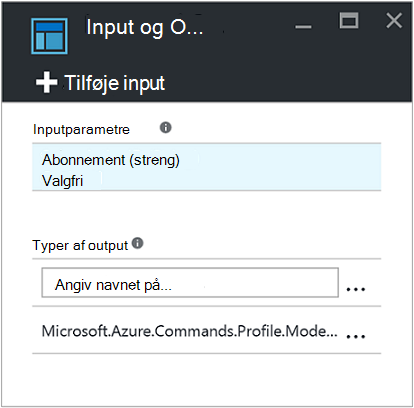 Input og O...
Tilføje input
Inputparametre
Abonnement (streng)
Valgfri
Typer af output
Angiv navnet på...
Microsoft.Azure.Commands.Profile.Mode...